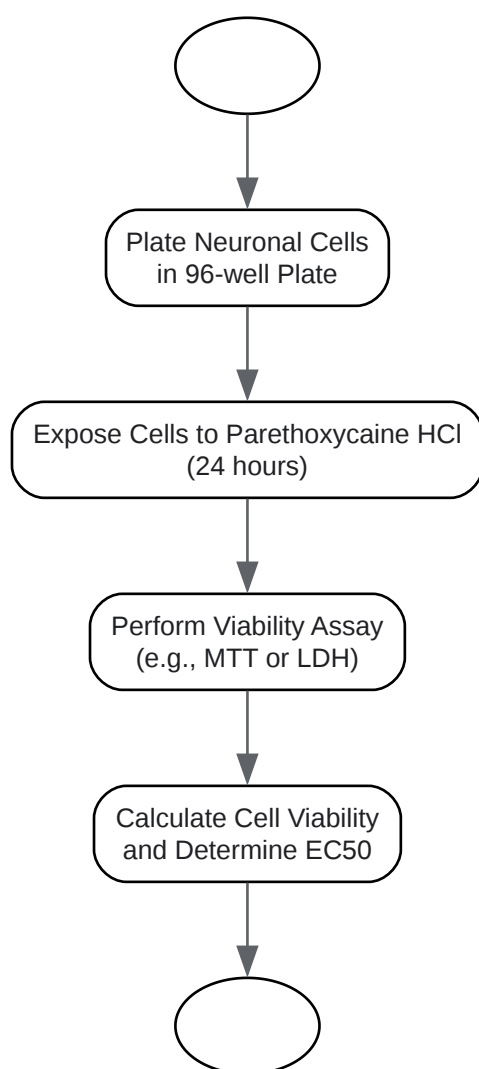 Plate Neuronal Cells
in 96-well Plate
Expose Cells to Parethoxycaine HCl
(24 hours)
Perform Viability Assay
(e.g., MTT or LDH)
Calculate Cell Viability
and Determine EC50